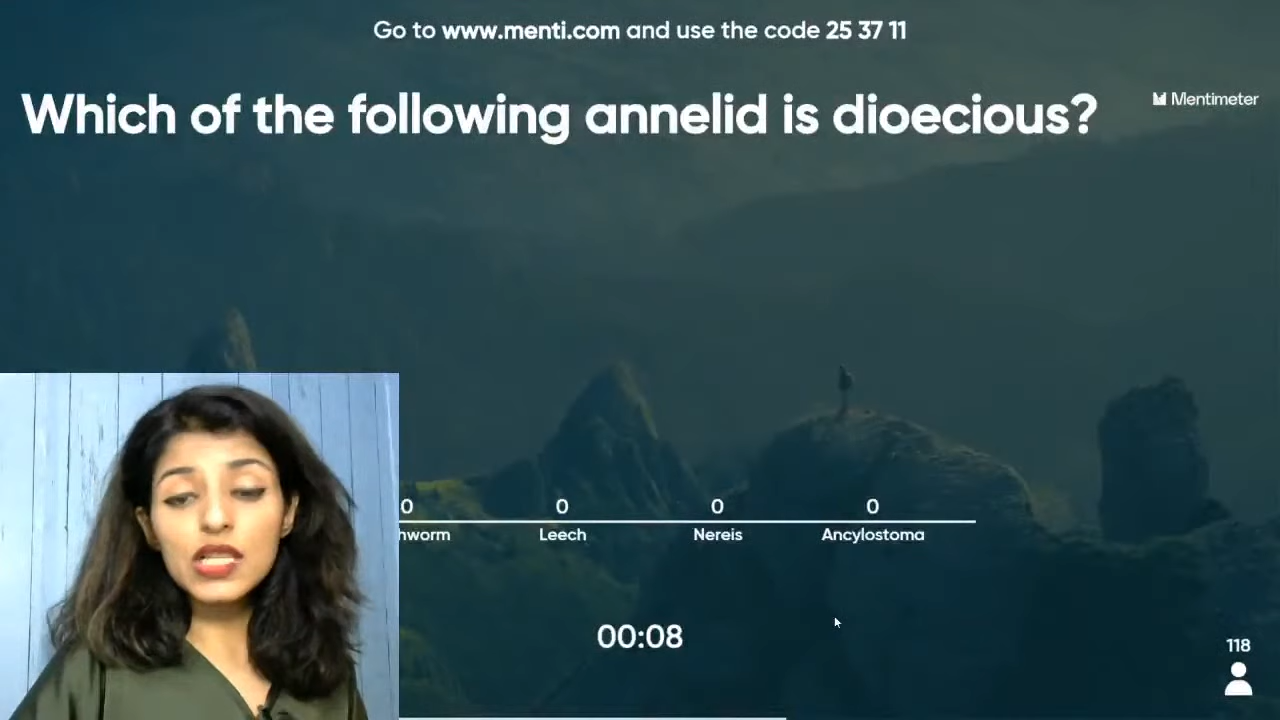 Go to www.menti.com and use the code 25 37 11
Which of the following annelid is dioecious?
Mentimeter
0 0 0 0
Leech Nereis Ancylostoma
00:08
118